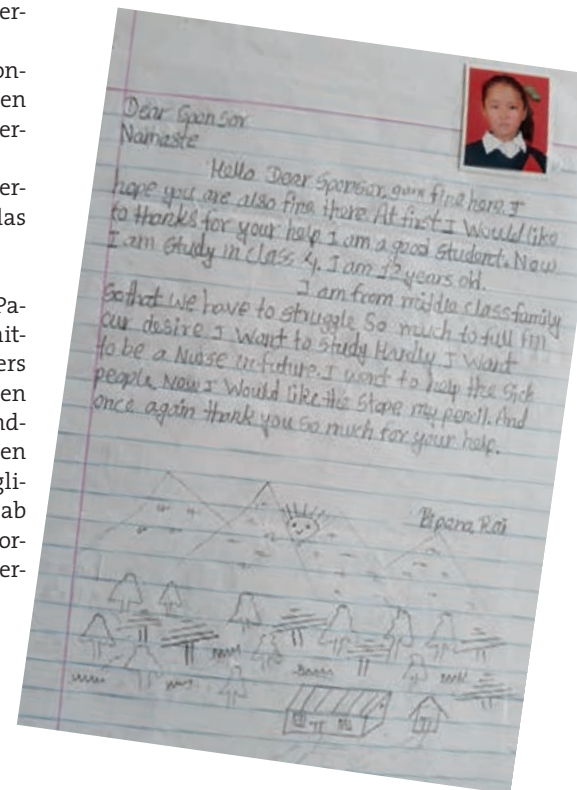 er-
on-
en
er-
er-
las
Pa-
it-
ers
en
nd-
en
gli-
ab
or-
er-
Dear Sponsor
Namaste
Hello Dear Sponsor, fine here. I
hope you are also fine there At first I Would like
to thanks for your help I am a good Student. Now
I am Study in class 4. I am years old.
I am from middle class family
So that we have to struggle So much to full fim
our desire I Want to Study Hardly I Want
to be a Nurse in future. I want to help the Sick
people, Now I Would like the Stope my pencil. And
once again thank you so much for your help.
Bipana Rai